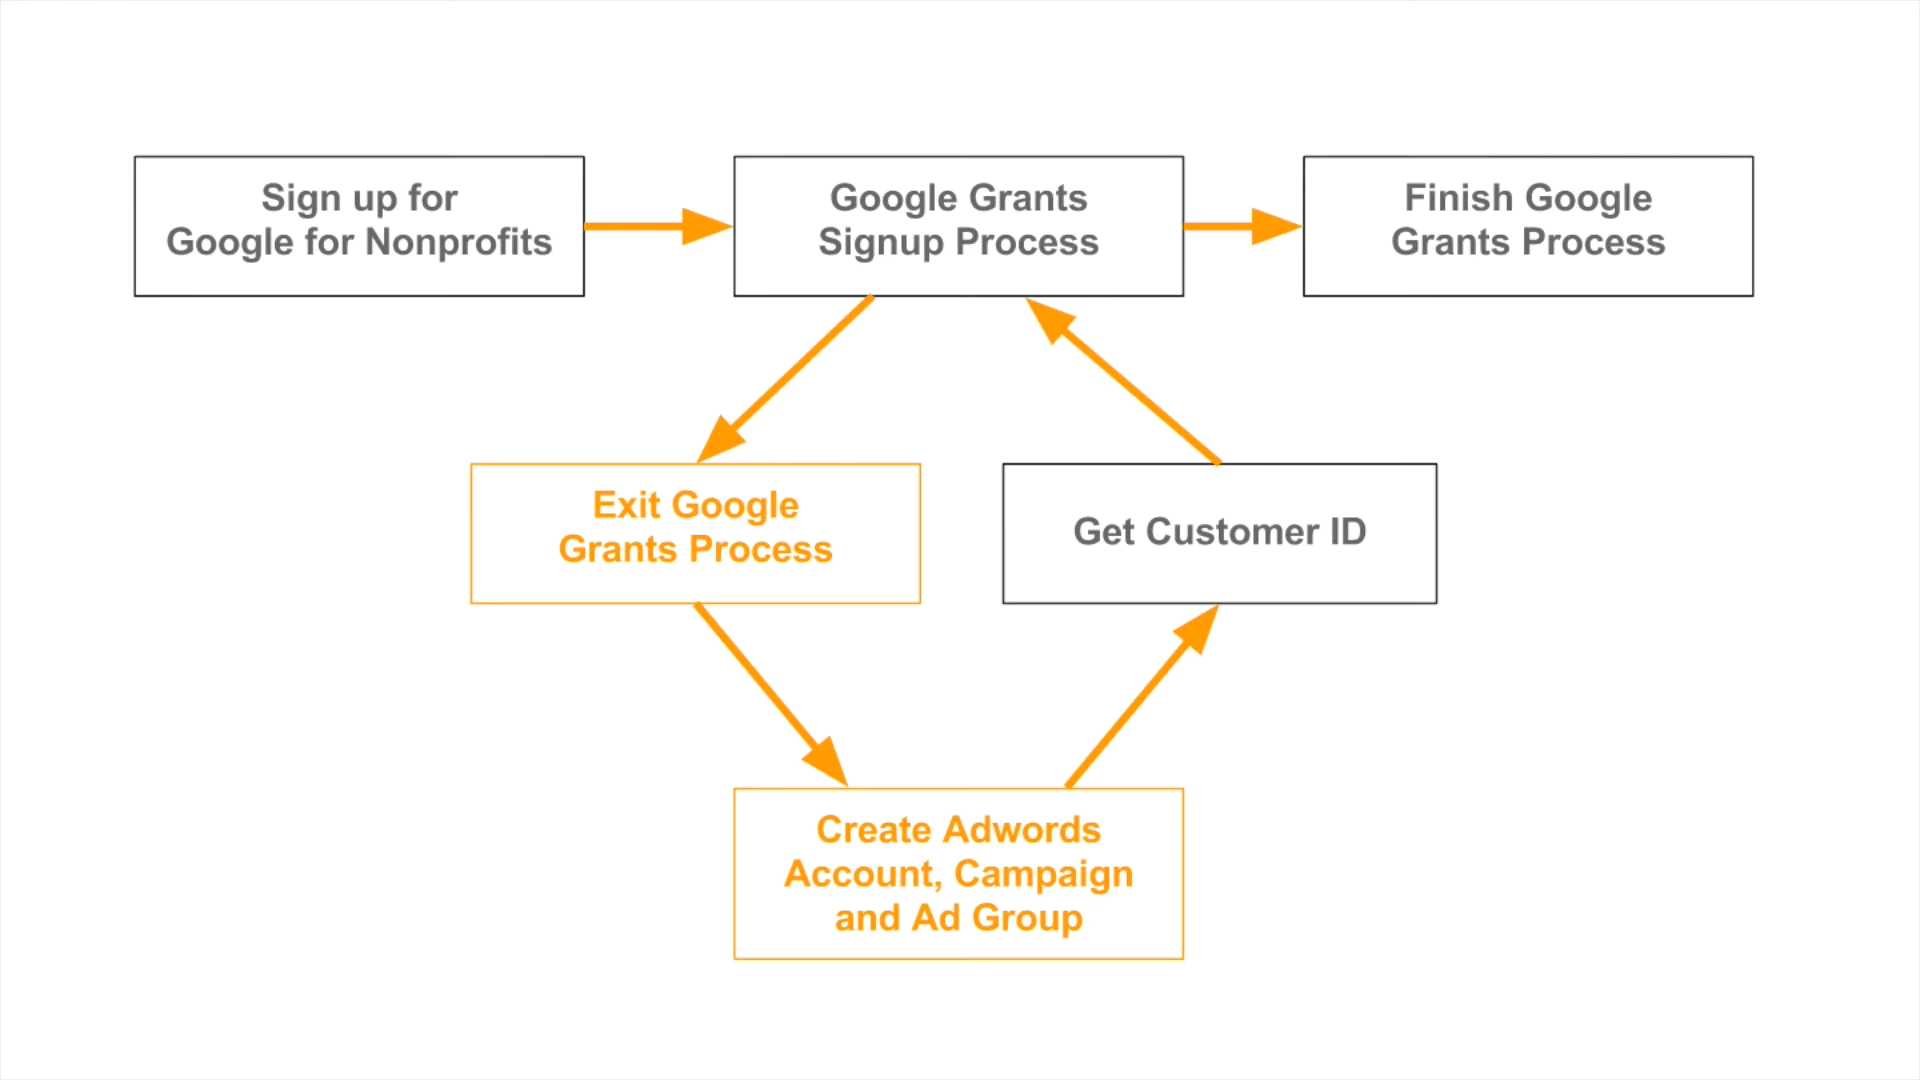 Sign up for
Google for Nonprofits
Google Grants
Signup Process
Finish Google
Grants Process
Exit Google
Grants Process
Get Customer ID
Create Adwords
Account, Campaign
and Ad Group